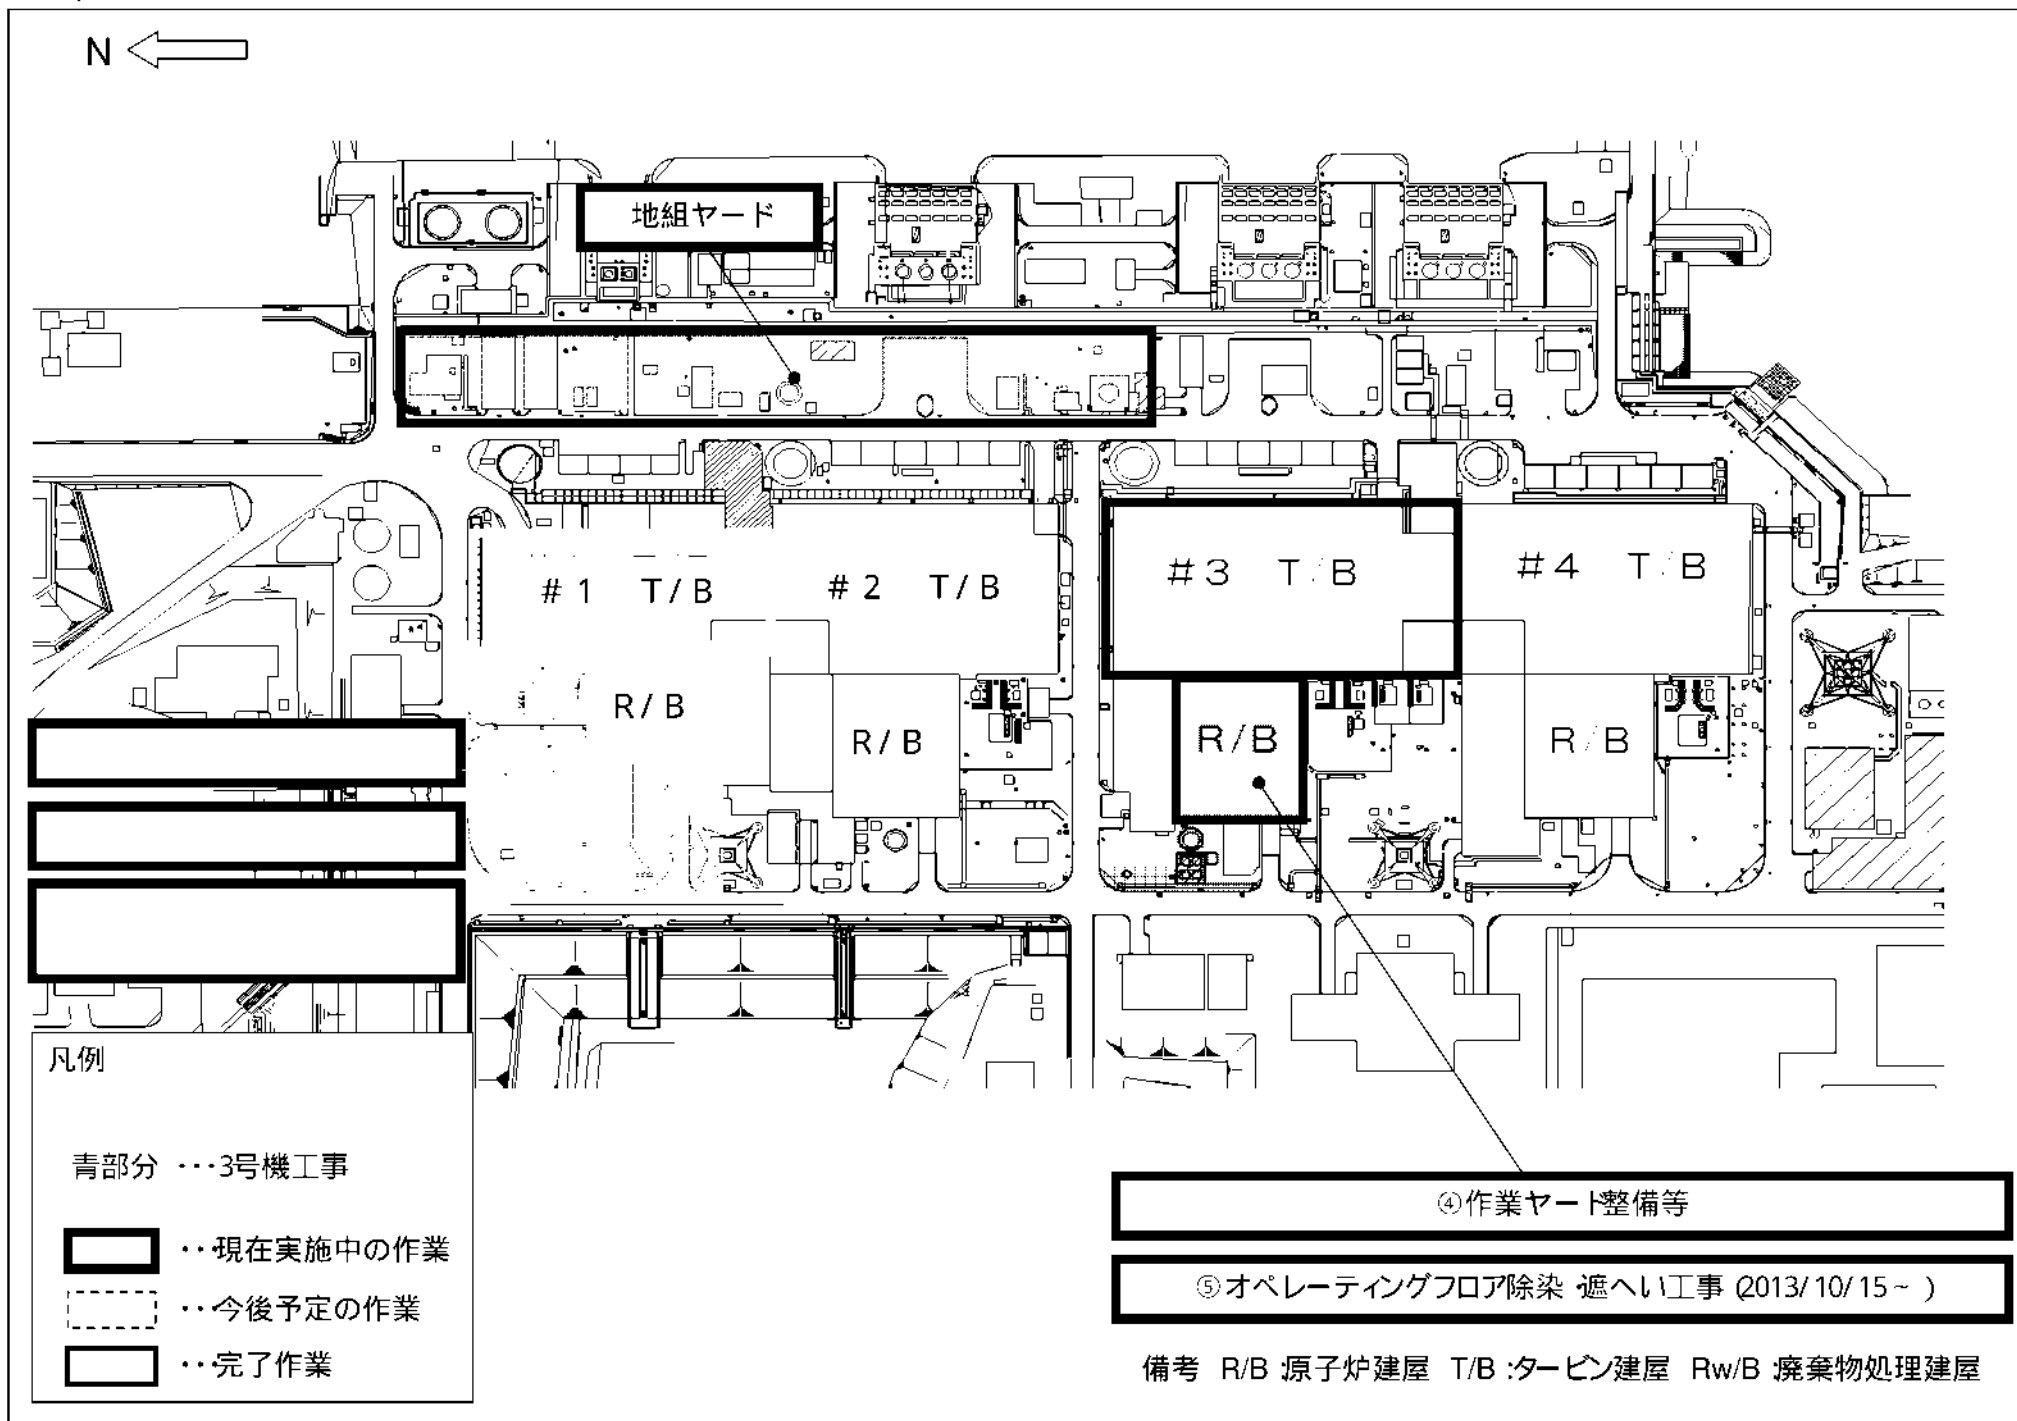 N
地組ヤード
#1 T/B
#2 T/B
#3 T/B
#4 T/B
R/B
R/B
R/B
R/B
凡例
青部分 ・・・3号機工事
・・・現在実施中の作業
・・・今後予定の作業
・・・完了作業
④作業ヤード整備等
⑤オペレーティングフロア除染・遮へい工事 (2013/10/15~ )
備考 R/B:原子炉建屋 T/B:タービン建屋 Rw/B:廃棄物処理建屋